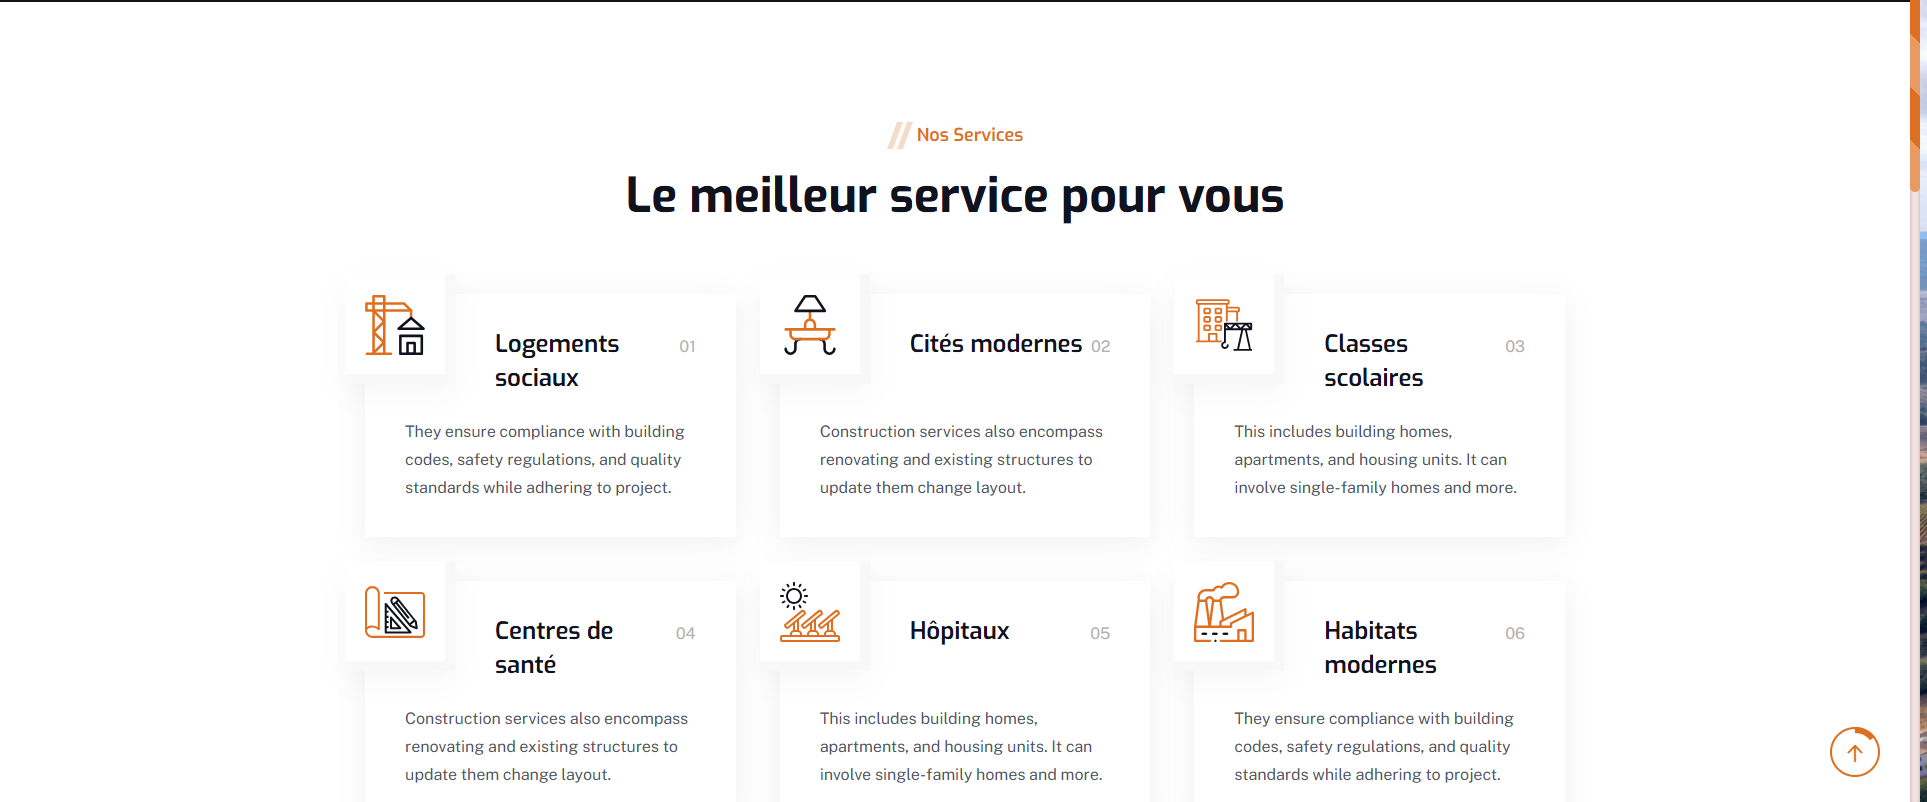 Nos Services
Le meilleur service pour vous
Logements
sociaux
01
They ensure compliance with building
codes, safety regulations, and quality
standards while adhering to project.
Cités modernes 02
Construction services also encompass
renovating and existing structures to
update them change layout.
Classes
scolaires
03
This includes building homes,
apartments, and housing units. It can
involve single-family homes and more.
Centres de
santé
04
Construction services also encompass
renovating and existing structures to
update them change layout.
Hôpitaux 05
This includes building homes,
apartments, and housing units. It can
involve single-family homes and more.
Habitats
modernes
06
They ensure compliance with building
codes, safety regulations, and quality
standards while adhering to project.